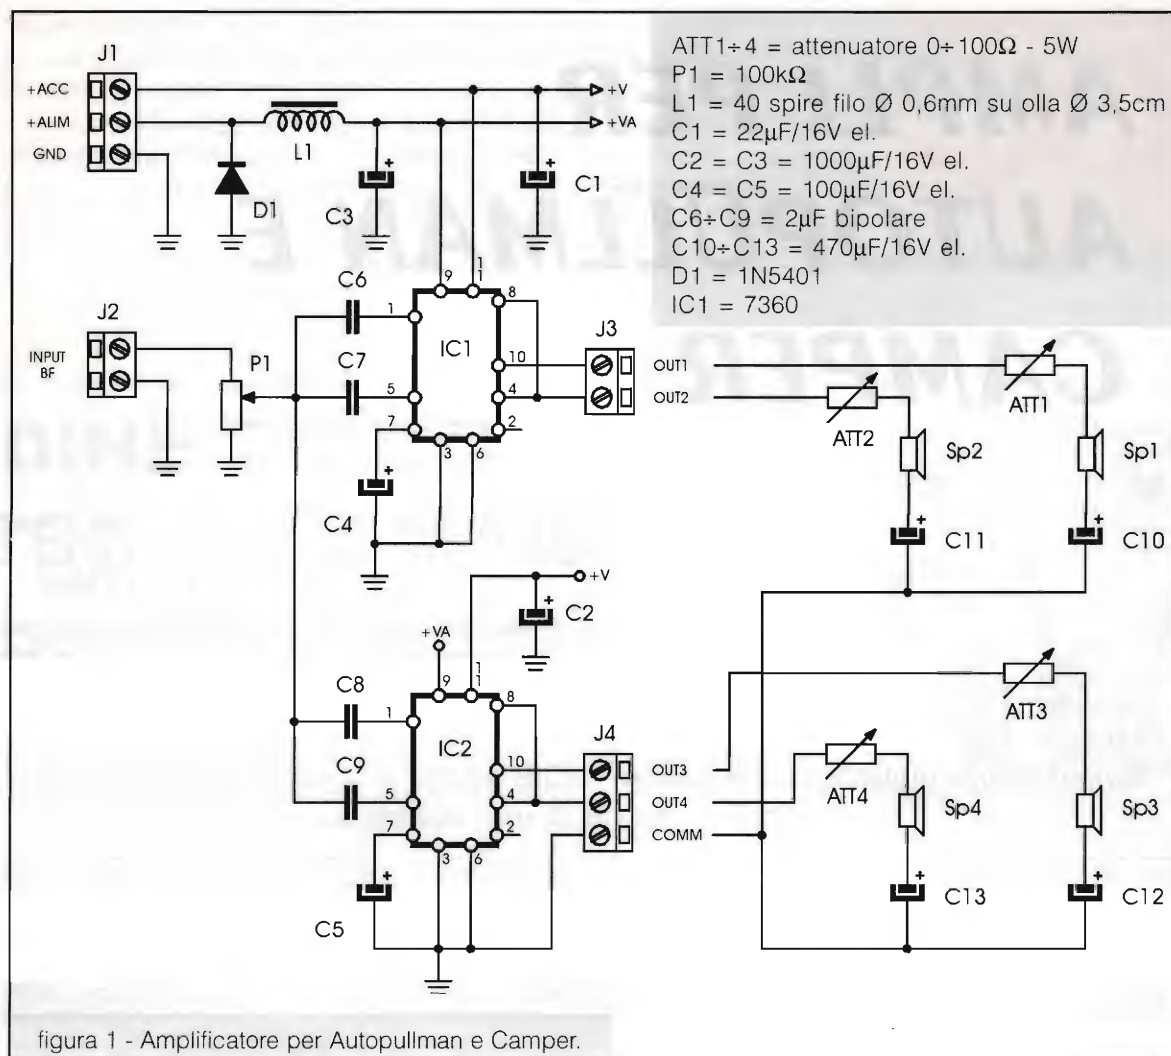 ATT1÷4 = attenuatore 0÷100Ω - 5W
P1 = 100kΩ
L1 = 40 spire filo Ø 0,6mm su olla Ø 3,5cm
C1 = 22µF/16V el.
C2 = C3 = 1000µF/16V el.
C4 = C5 = 100µF/16V el.
C6÷C9 = 2µF bipolare
C10÷C13 = 470µF/16V el.
D1 = 1N5401
IC1 = 7360
J1
+ACC
+ALIM
GND
L1
D1
C3
+
C1
+
+V
+VA
J2
INPUT
BF
P1
C6
C7
IC1
1
5
7
9
1
1
8
10
4
2
3
6
C4
+
J3
OUT1
OUT2
ATT1
ATT2
Sp2
Sp1
+
C11
+
C10
+V
C2
+
+VA
C8
C9
IC2
1
5
7
9
1
1
8
10
4
2
3
6
C5
+
J4
OUT3
OUT4
COMM
ATT3
ATT4
Sp4
Sp3
+
C13
+
C12
figura 1 - Amplificatore per Autopullman e Camper.